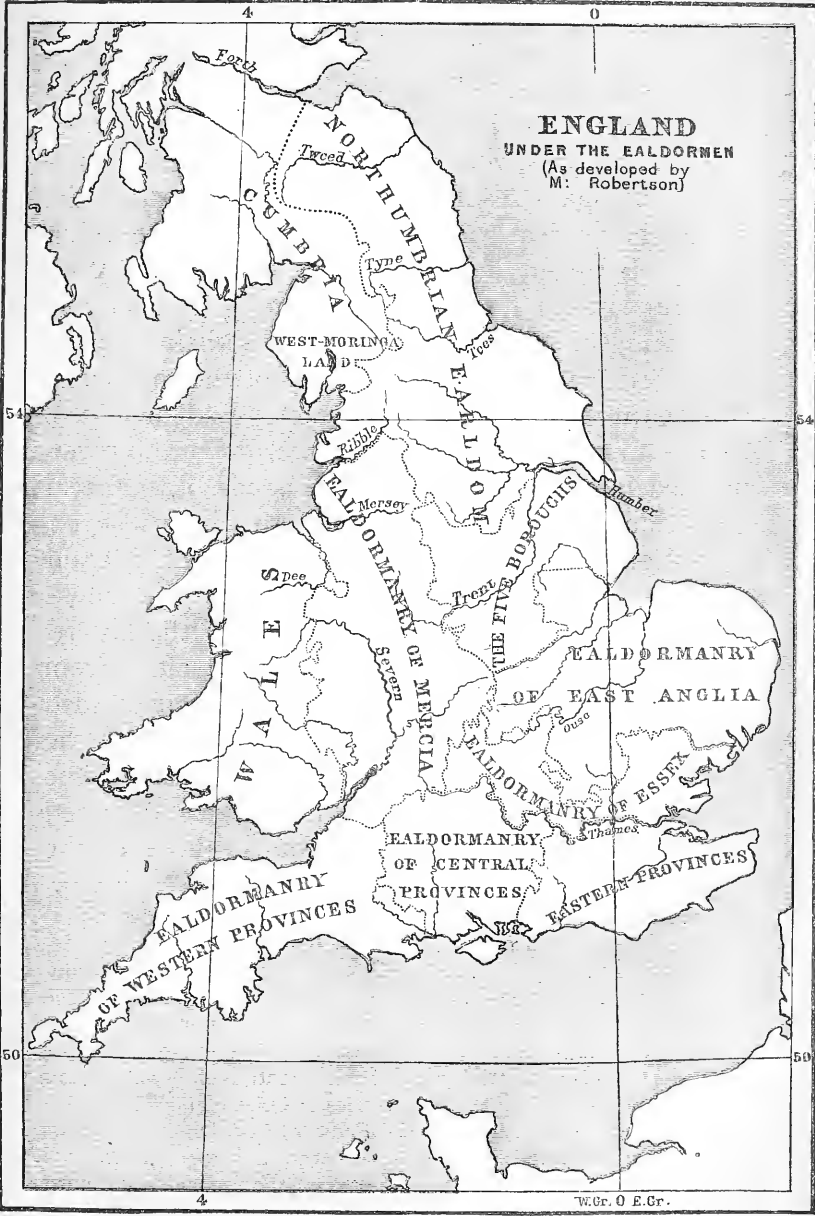 4
0
ENGLAND
UNDER THE EALDORMEN
(As developed by
M: Robertson)
Forth
NORTHUMBRIAN EARLDOM
Tweed
CUMBRIA
Tyne
WEST-MORINGA
LAND
Tees
54
54
Ribble
Humber
EALDORMANRY OF MERCIA
Mersey
THE FIVE BOROUGHS
Dee
Trent
WALES
Severn
EALDORMANRY
OF EAST ANGLIA
Ouse
EALDORMANRY OF ESSEX
Thames
EALDORMANRY
OF CENTRAL
PROVINCES
EASTERN PROVINCES
EALDORMANRY
OF WESTERN PROVINCES
50
50
4
W.Gr. 0 E.Gr.